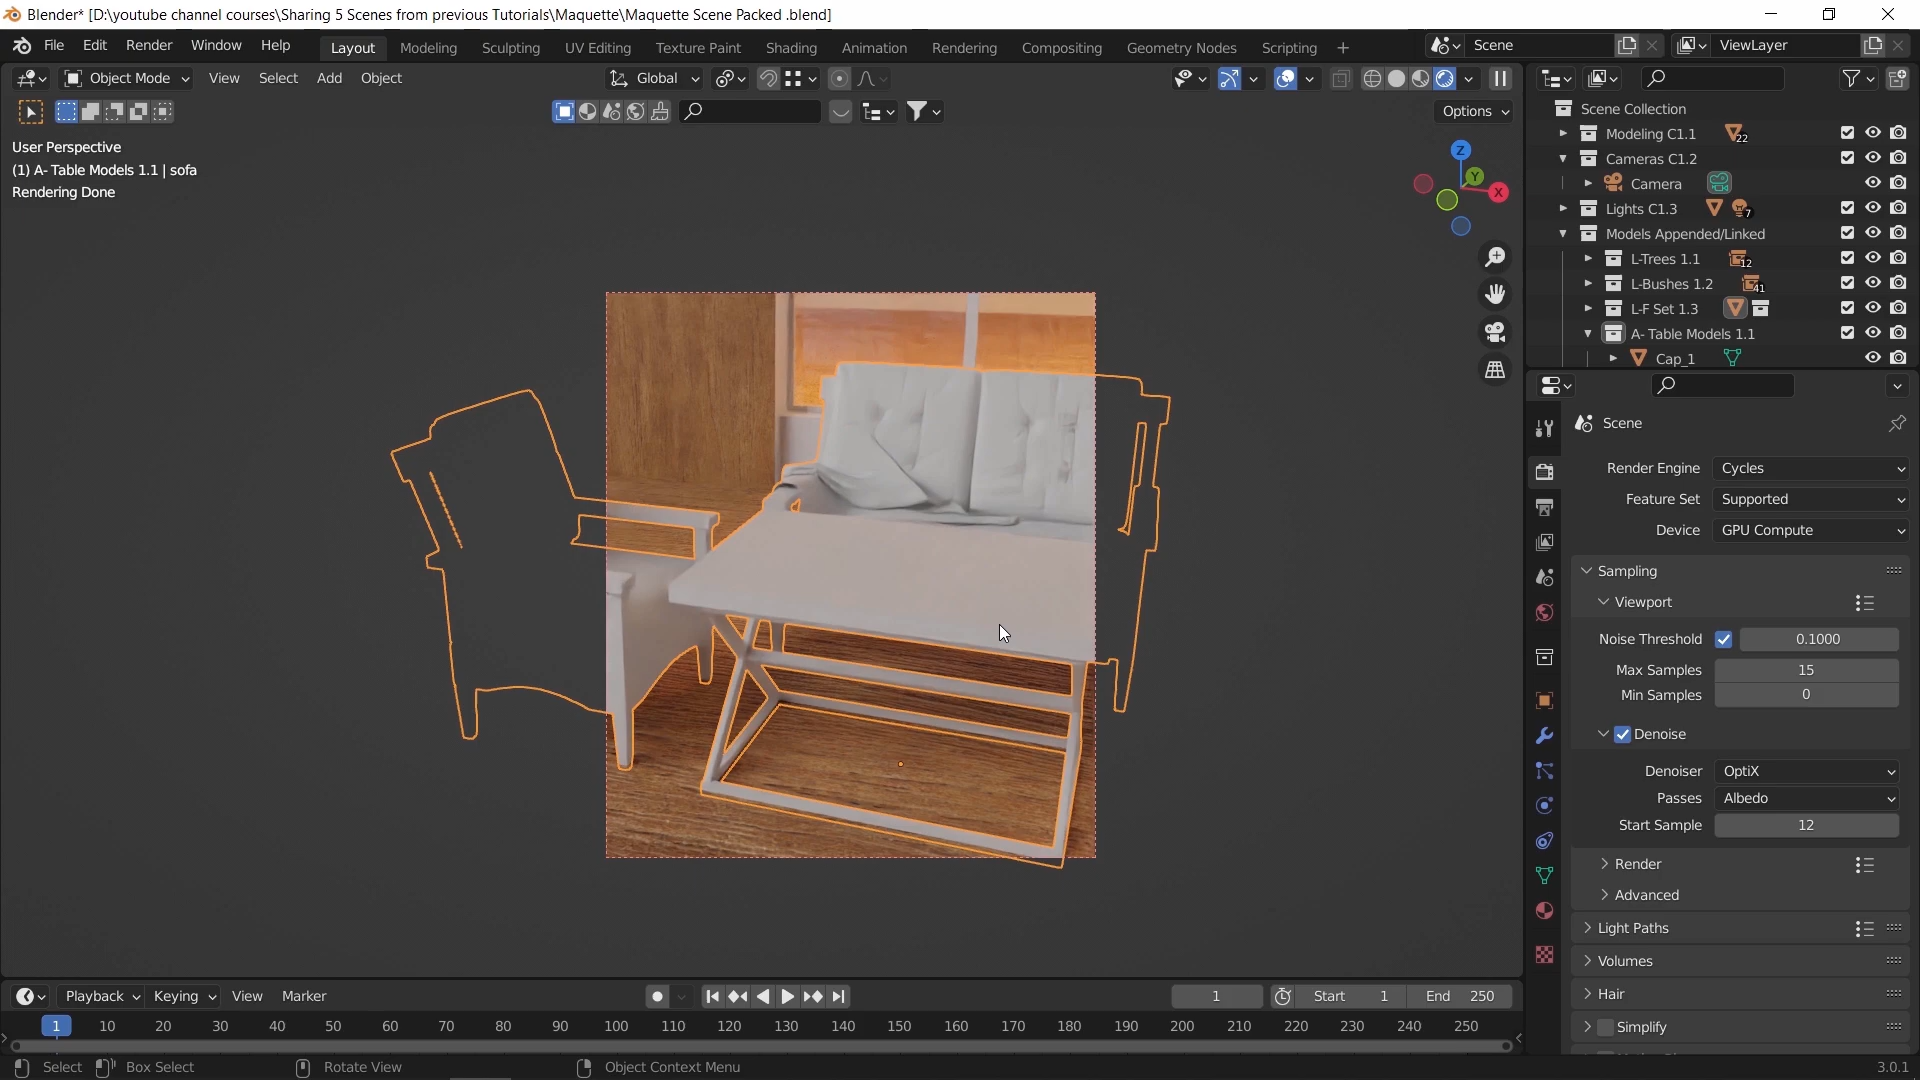 Blender* [D:\youtube channel courses\Sharing 5 Scenes from previous Tutorials\Maquette\Maquette Scene Packed .blend]
File Edit Render Window Help
Layout Modeling Sculpting UV Editing Texture Paint Shading Animation Rendering Compositing Geometry Nodes Scripting +
Scene
ViewLayer
Object Mode View Select Add Object
Global
Options
User Perspective
(1) A- Table Models 1.1 | sofa
Rendering Done
Z
Y
X
Scene Collection
Modeling C1.1 22
Cameras C1.2
Camera
Lights C1.3 7
Models Appended/Linked
L-Trees 1.1 12
L-Bushes 1.2 41
L-F Set 1.3
A- Table Models 1.1
Cap_1
Scene
Render Engine Cycles
Feature Set Supported
Device GPU Compute
Sampling
Viewport
Noise Threshold 0.1000
Max Samples 15
Min Samples 0
Denoise
Denoiser OptiX
Passes Albedo
Start Sample 12
Render
Advanced
Light Paths
Volumes
Hair
Simplify
Playback Keying View Marker
1 Start 1 End 250
1 10 20 30 40 50 60 70 80 90 100 110 120 130 140 150 160 170 180 190 200 210 220 230 240 250
Select Box Select Rotate View Object Context Menu
3.0.1